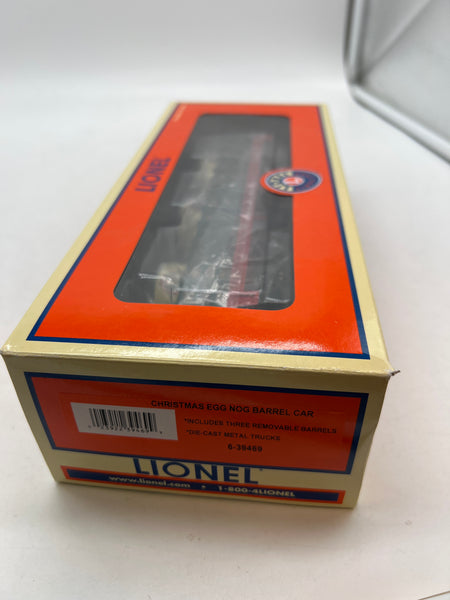 LIONEL
LIONEL
CHRISTMAS EGG NOG BARREL CAR
*INCLUDES THREE REMOVABLE BARRELS
*DIE-CAST METAL TRUCKS
6-39469
LIONEL
www.lionel.com • 1-800-4LIONEL